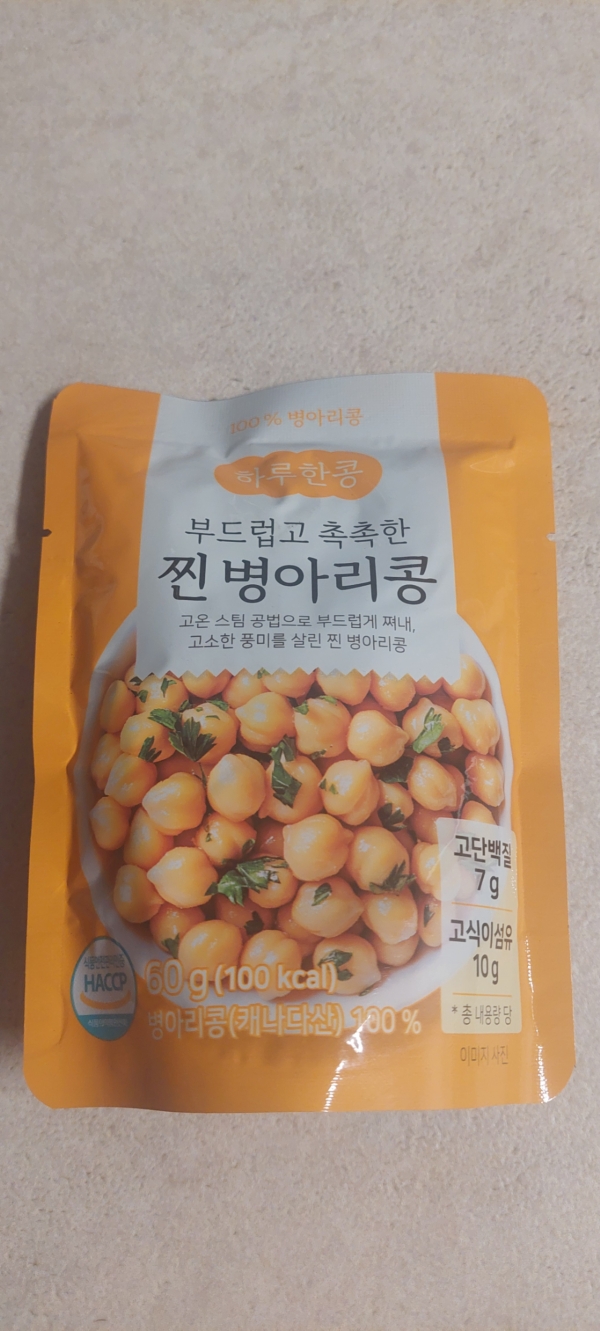 100 % 병아리콩
하루한콩
부드럽고 촉촉한
찐 병아리콩
고온 스팀 공법으로 부드럽게 쪄내,
고소한 풍미를 살린 찐 병아리콩
고단백질
7 g
고식이섬유
10 g
* 총 내용량 당
HACCP
60 g (100 kcal)
병아리콩(캐나다산) 100 %
이미지 사진